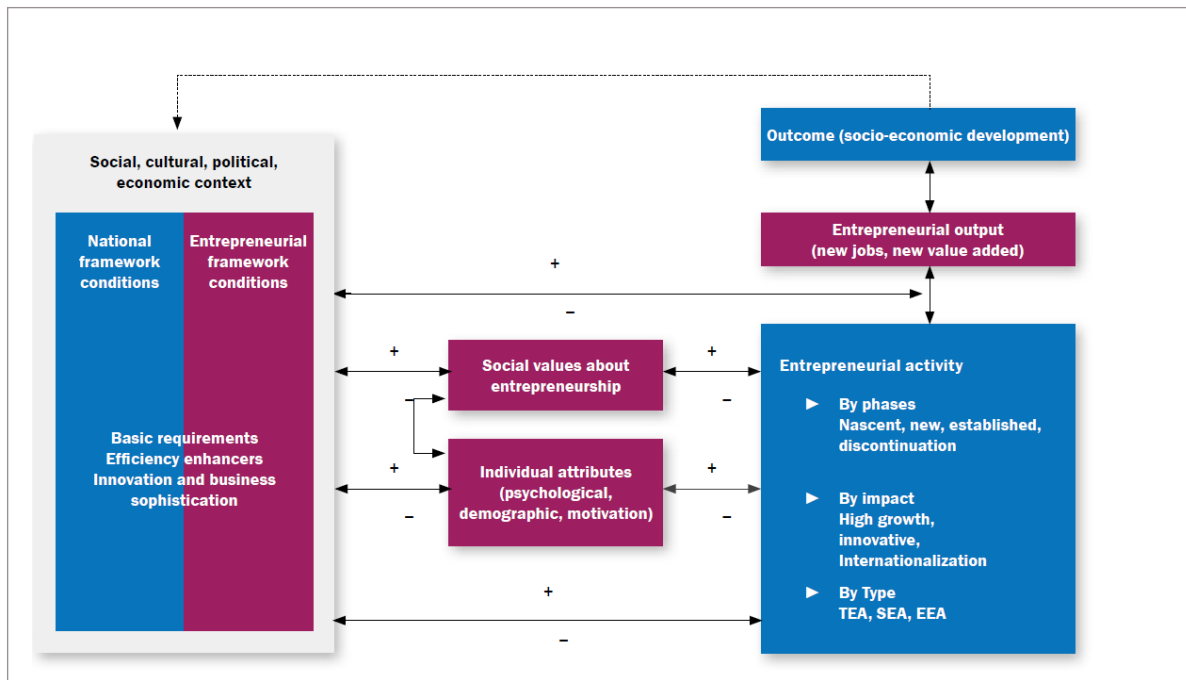 Outcome (socio-economic development)
Social, cultural, political,
economic context
National
framework
conditions
Entrepreneurial
framework
conditions
Basic requirements
Efficiency enhancers
Innovation and business
sophistication
Entrepreneurial output
(new jobs, new value added)
+
–
+
Social values about
entrepreneurship
–
+
–
+
Individual attributes
(psychological,
demographic, motivation)
–
+
–
+
–
Entrepreneurial activity
► By phases
Nascent, new, established,
discontinuation
► By impact
High growth,
innovative,
Internationalization
► By Type
TEA, SEA, EEA